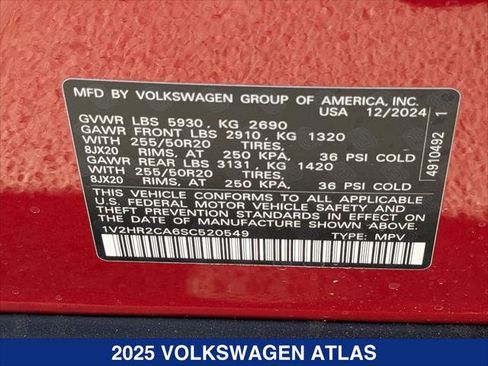 MFD BY VOLKSWAGEN GROUP OF AMERICA, INC.
USA 12/2024
GVWR LBS 5930, KG 2690
GAWR FRONT LBS 2910, KG 1320
WITH 255/50R20 TIRES,
8JX20 RIMS, AT 250 KPA, 36 PSI COLD
GAWR REAR LBS 3131, KG 1420
WITH 255/50R20 TIRES,
8JX20 RIMS, AT 250 KPA, 36 PSI COLD
THIS VEHICLE CONFORMS TO ALL APPLICABLE
U.S. FEDERAL MOTOR VEHICLE SAFETY
STANDARDS IN EFFECT ON THE DATE OF
MANUFACTURE SHOWN ABOVE.
1V2HR2CA6SC520549 TYPE: MPV
4910492 1
2025 VOLKSWAGEN ATLAS